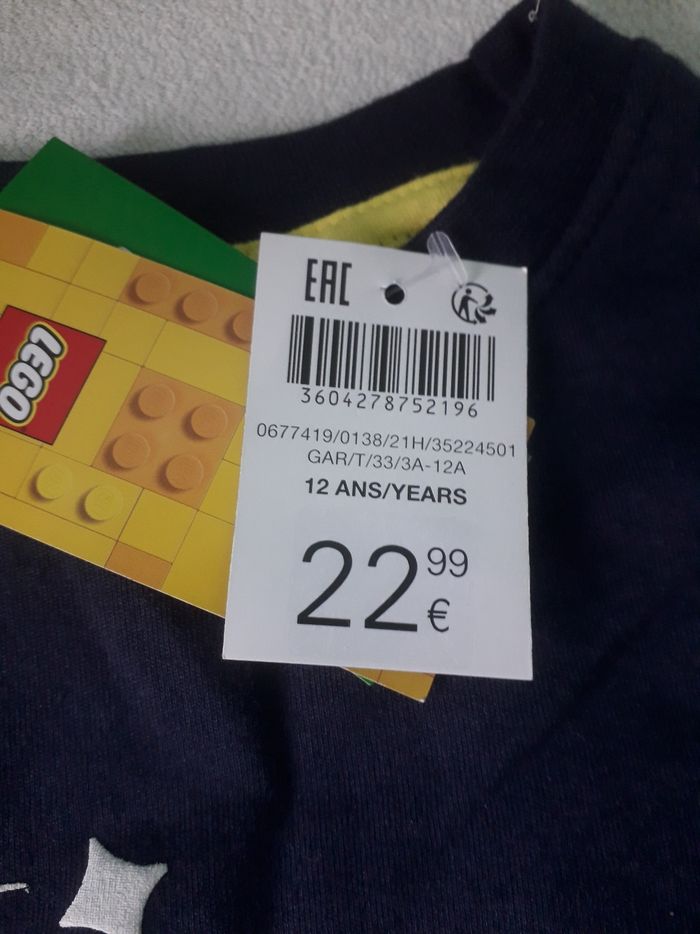 LEGO
EAC
3604278752196
0677419/0138/21H/35224501
GAR/T/33/3A-12A
12 ANS/YEARS
22 99
€